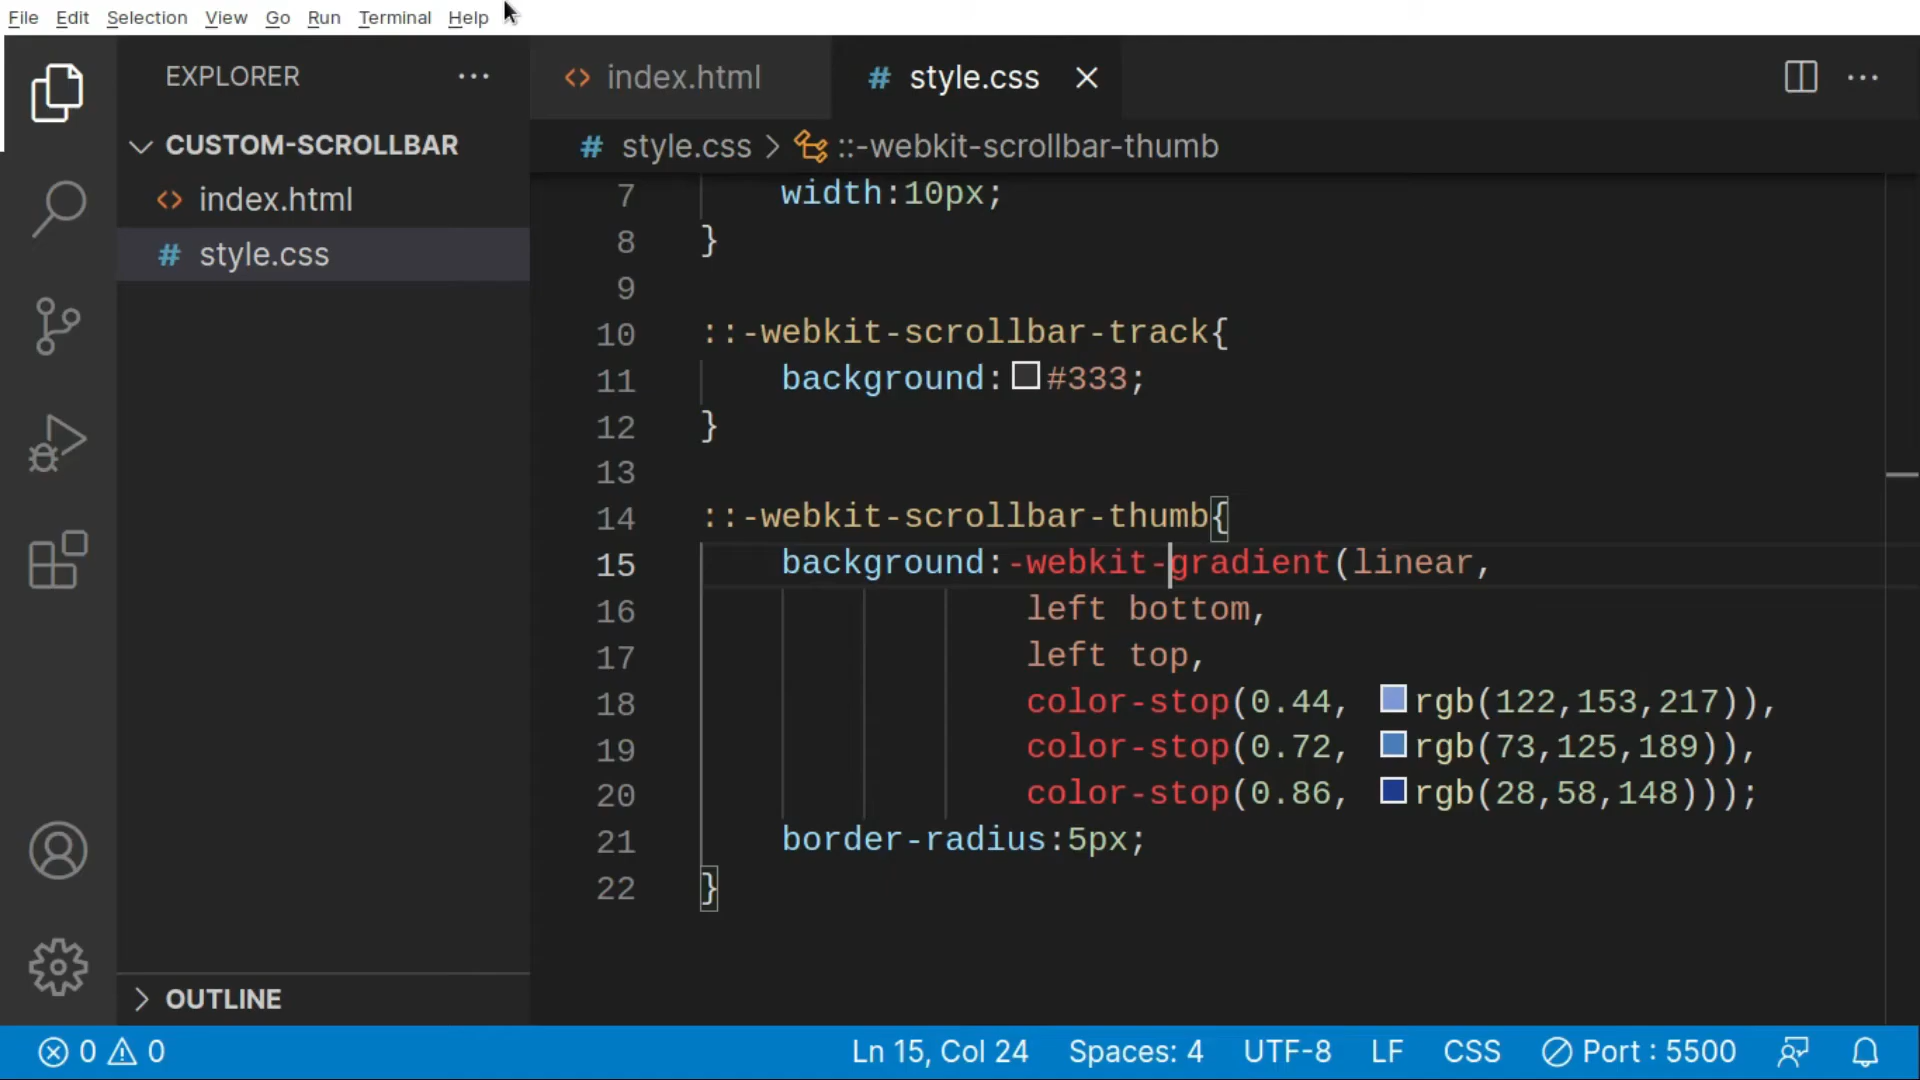 File Edit Selection View Go Run Terminal Help
EXPLORER ···
index.html
# style.css
CUSTOM-SCROLLBAR
index.html
# style.css
# style.css > ::-webkit-scrollbar-thumb
7 width:10px;
8 }
9
10 ::-webkit-scrollbar-track{
11 background:#333;
12 }
13
14 ::-webkit-scrollbar-thumb{
15 background:-webkit-gradient(linear,
16 left bottom,
17 left top,
18 color-stop(0.44, rgb(122,153,217)),
19 color-stop(0.72, rgb(73,125,189)),
20 color-stop(0.86, rgb(28,58,148)));
21 border-radius:5px;
22 }
OUTLINE
0 0 Ln 15, Col 24 Spaces: 4 UTF-8 LF CSS Port : 5500